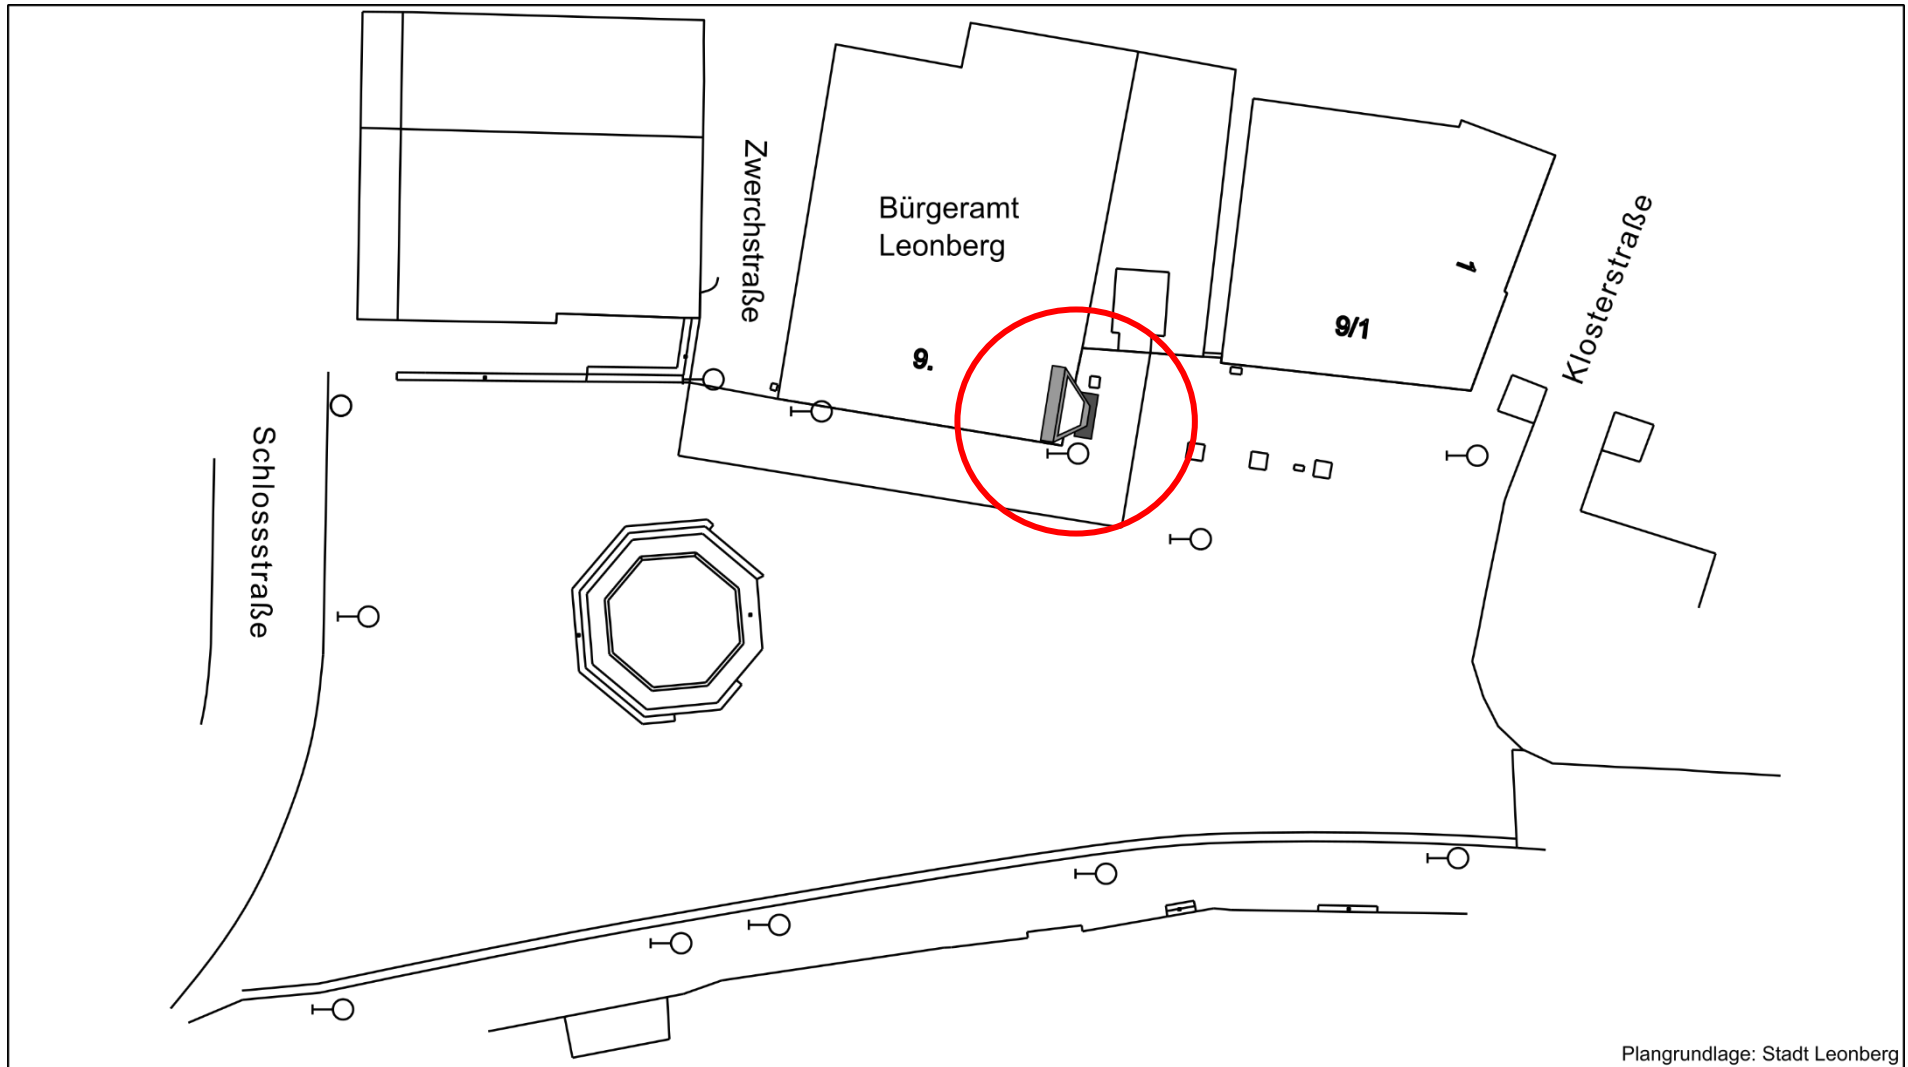 Zwerchstraße
Bürgeramt
Leonberg
9.
9/1
1
Klosterstraße
Schlossstraße
Plangrundlage: Stadt Leonberg